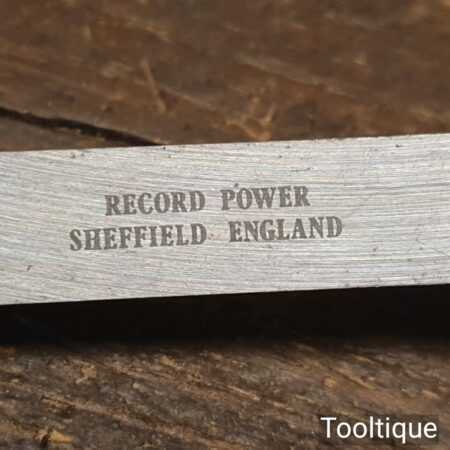 RECORD POWER
SHEFFIELD ENGLAND
Tooltique